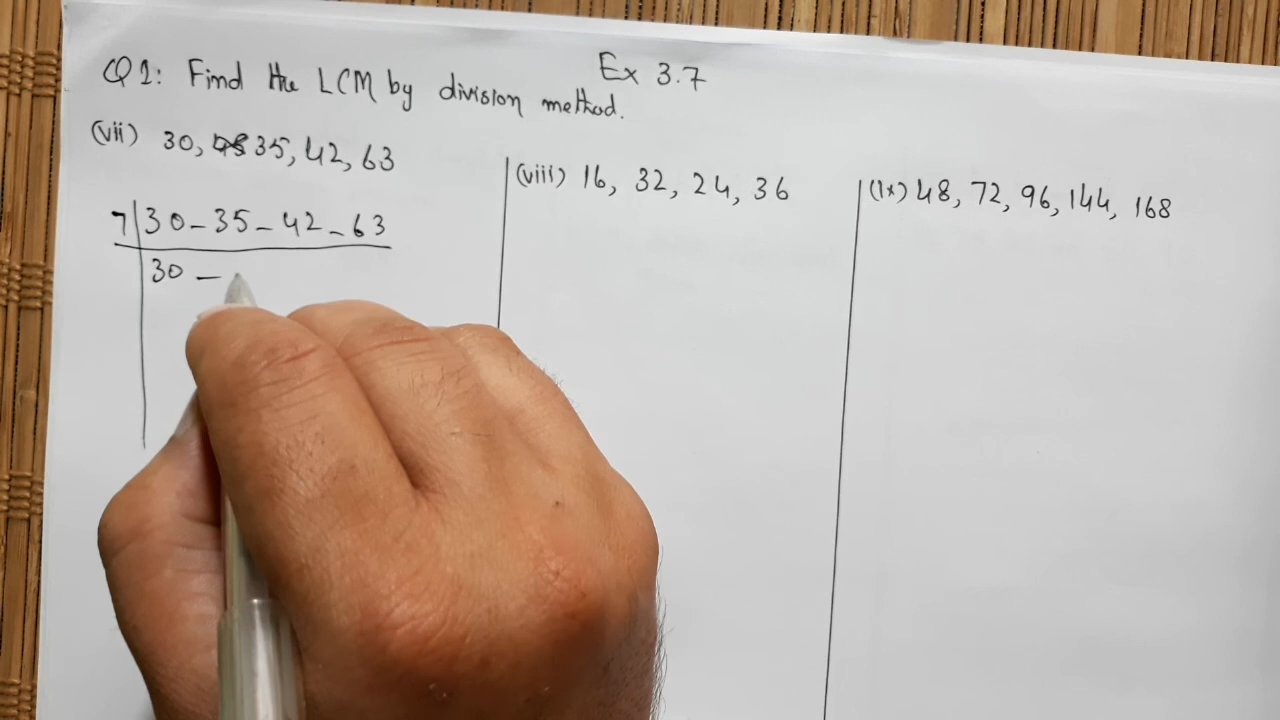 Ex 3.7
Q1: Find the LCM by division method.
(vii) 30, 35, 42, 63
7 30 - 35 - 42 - 63
30 -
(viii) 16, 32, 24, 36
(ix) 48, 72, 96, 144, 168